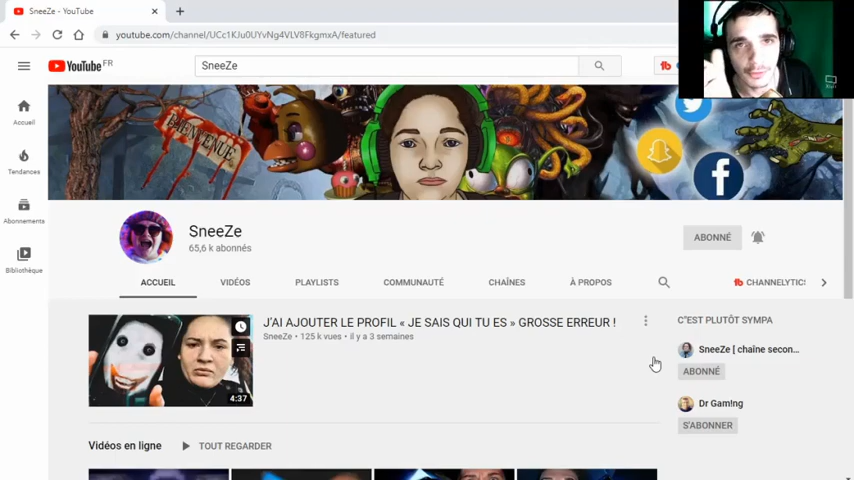 SneeZe
youtube.com/channel/UCc1KJu0UYvNg4VLV8FkgmxA/featured
YouTube FR
SneeZe
Accueil
Tendances
Abonnements
Bibliothèque
BIENVENUE
SneeZe
65,6 k abonnés
ABONNÉ
ACCUEIL VIDÉOS PLAYLISTS COMMUNAUTÉ CHAÎNES À PROPOS CHANNELYTICS
J'AI AJOUTER LE PROFIL « JE SAIS QUI TU ES » GROSSE ERREUR !
SneeZe • 125 k vues • il y a 3 semaines
4:37
C'EST PLUTÔT SYMPA
SneeZe [ chaîne secon...
ABONNÉ
Dr Gam!ng
S'ABONNER
Vidéos en ligne TOUT REGARDER